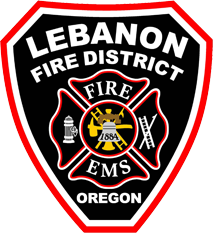 LEBANON
FIRE DISTRICT
FIRE
1884
EMS
OREGON